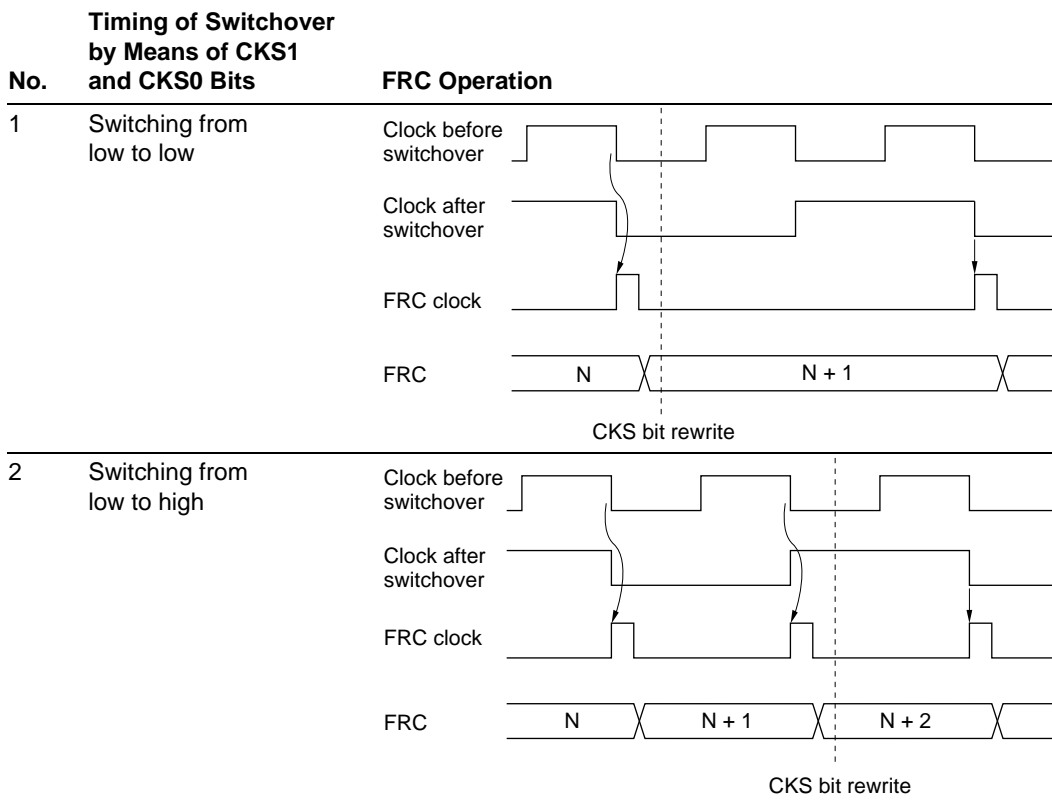 No.
Timing of Switchover
by Means of CKS1
and CKS0 Bits
FRC Operation
1
Switching from
low to low
Clock before
switchover
Clock after
switchover
FRC clock
FRC
N
N + 1
CKS bit rewrite
2
Switching from
low to high
Clock before
switchover
Clock after
switchover
FRC clock
FRC
N
N + 1
N + 2
CKS bit rewrite